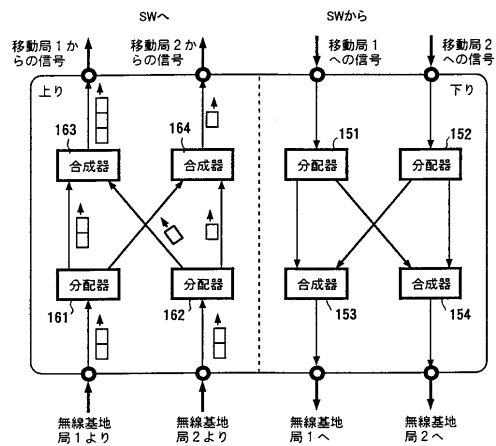 SWへ
SWから
移動局1か
らの信号
移動局2か
らの信号
移動局1
への信号
移動局2
への信号
上り
下り
163
合成器
164
合成器
151
分配器
152
分配器
分配器
161
分配器
162
合成器
153
合成器
154
無線基地
局1より
無線基地
局2より
無線基地
局1へ
無線基地
局2へ